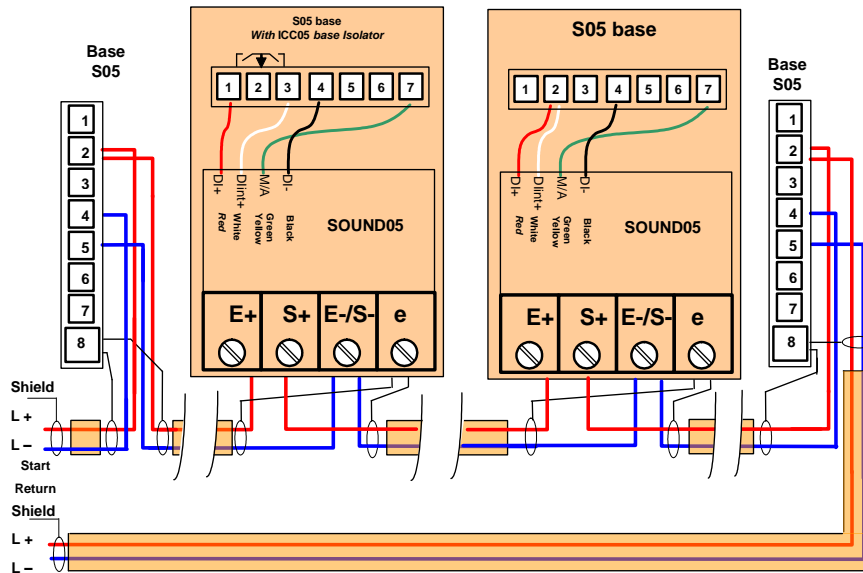 Base
S05
1
2
3
4
5
6
7
8
S05 base
With ICC05 base Isolator
1 2 3 4 5 6 7
DI+
DIint+
M/A
DI-
Red
White
Green
Yellow
Black
SOUND05
E+ S+ E-/S- e
S05 base
1 2 3 4 5 6 7
DI+
DIint+
M/A
DI-
Red
White
Green
Yellow
Black
SOUND05
E+ S+ E-/S- e
Base
S05
1
2
3
4
5
6
7
8
Shield
L +
L –
Start
Return
Shield
L +
L –